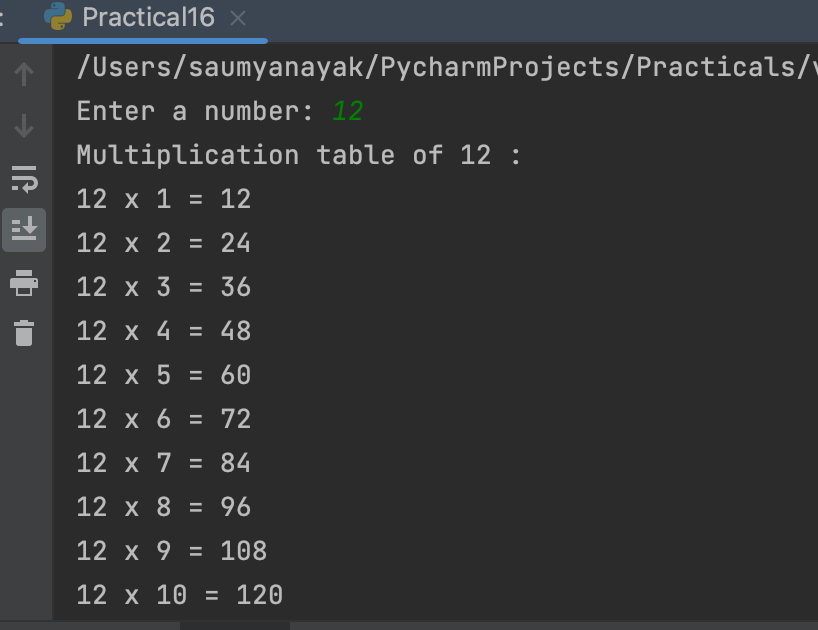 Practical16
/Users/saumyanayak/PycharmProjects/Practicals/
Enter a number: 12
Multiplication table of 12 :
12 x 1 = 12
12 x 2 = 24
12 x 3 = 36
12 x 4 = 48
12 x 5 = 60
12 x 6 = 72
12 x 7 = 84
12 x 8 = 96
12 x 9 = 108
12 x 10 = 120